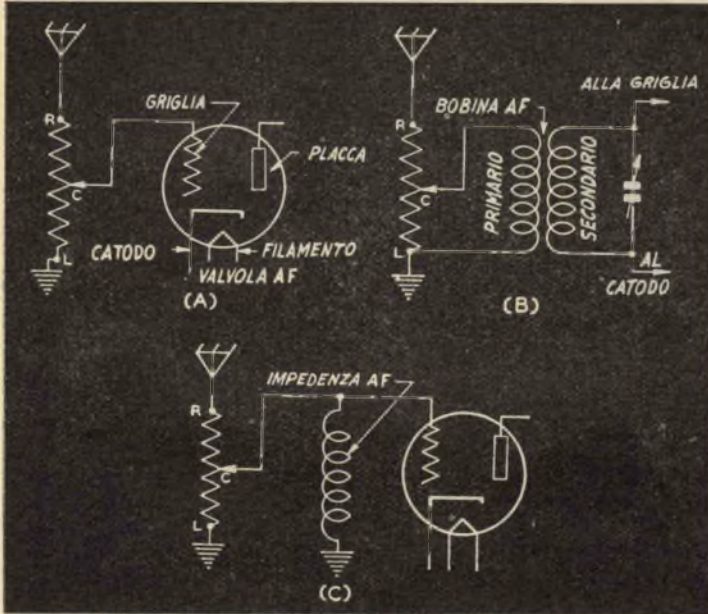 GRIGLIA
R
PLACCA
C
L
CATODO
FILAMENTO
VALVOLA AF
(A)
ALLA GRIGLIA
BOBINA AF
R
PRIMARIO
SECONDARIO
C
L
AL
CATODO
(B)
IMPEDENZA AF
R
C
L
(C)